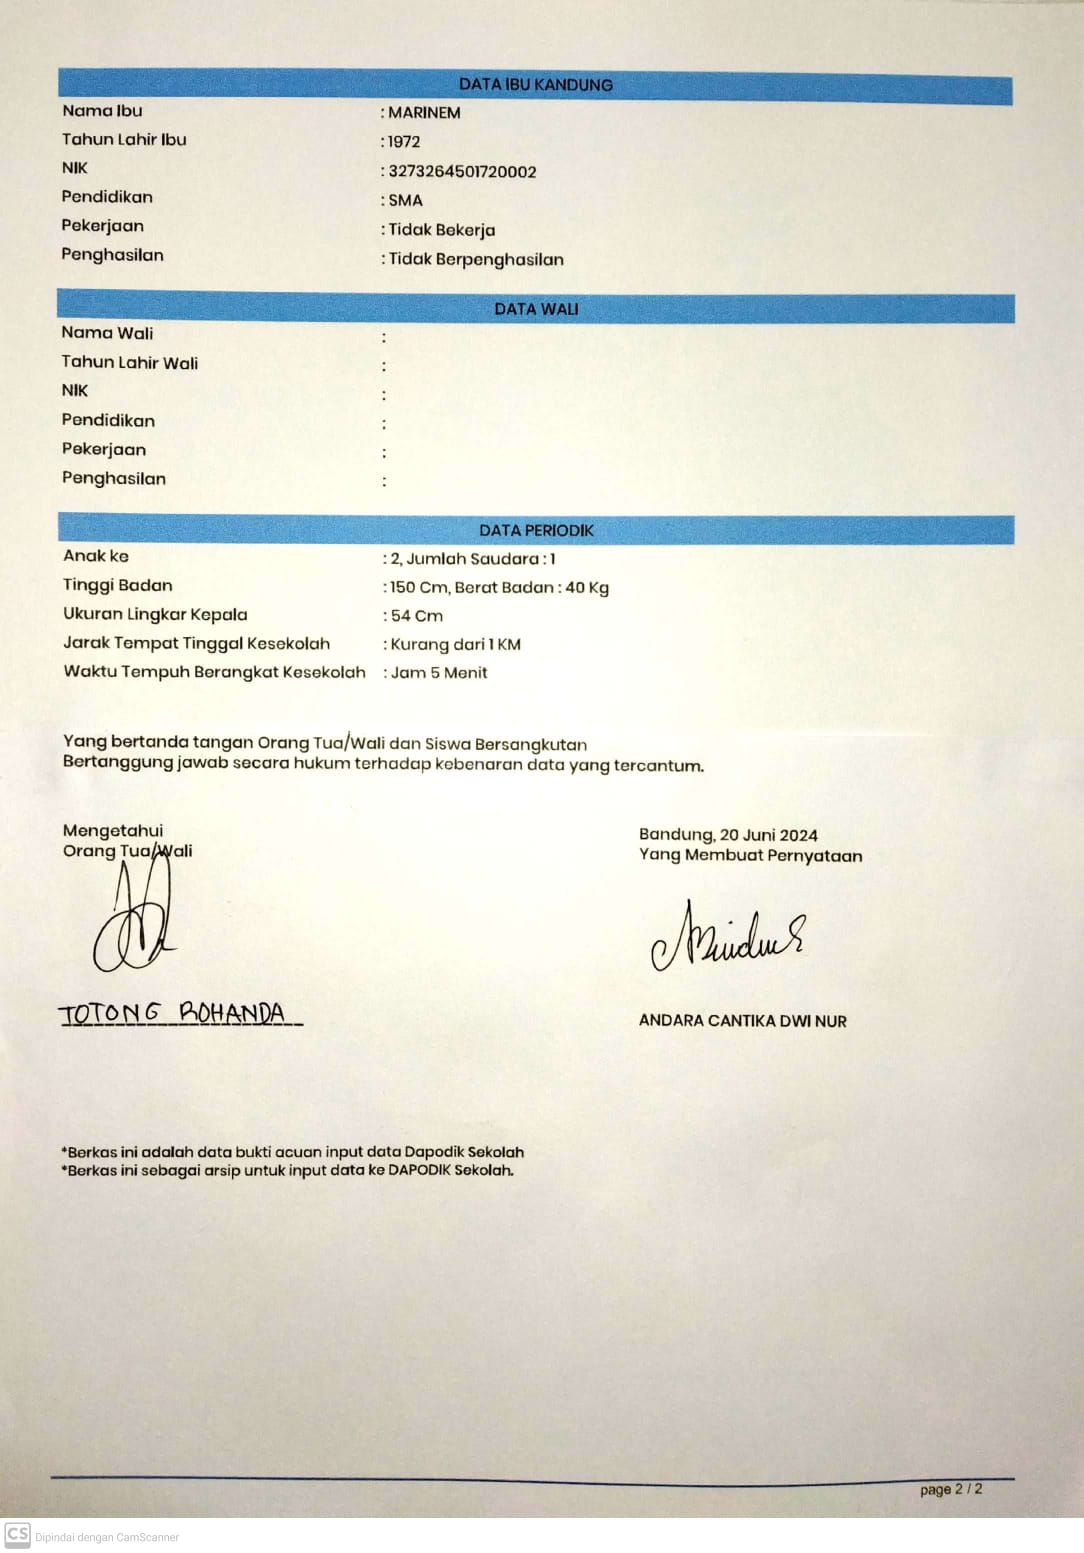 DATA IBU KANDUNG
Nama Ibu : MARINEM
Tahun Lahir Ibu : 1972
NIK : 3273264501720002
Pendidikan : SMA
Pekerjaan : Tidak Bekerja
Penghasilan : Tidak Berpenghasilan
DATA WALI
Nama Wali :
Tahun Lahir Wali :
NIK :
Pendidikan :
Pekerjaan :
Penghasilan :
DATA PERIODIK
Anak ke : 2, Jumlah Saudara : 1
Tinggi Badan : 150 Cm, Berat Badan : 40 Kg
Ukuran Lingkar Kepala : 54 Cm
Jarak Tempat Tinggal Kesekolah : Kurang dari 1 KM
Waktu Tempuh Berangkat Kesekolah : Jam 5 Menit
Yang bertanda tangan Orang Tua/Wali dan Siswa Bersangkutan
Bertanggung jawab secara hukum terhadap kebenaran data yang tercantum.
Mengetahui
Orang Tua/Wali
TOTONG ROHANDA
Bandung, 20 Juni 2024
Yang Membuat Pernyataan
ANDARA CANTIKA DWI NUR
*Berkas ini adalah data bukti acuan input data Dapodik Sekolah
*Berkas ini sebagai arsip untuk input data ke DAPODIK Sekolah.
page 2 / 2
CS Dipindai dengan CamScanner